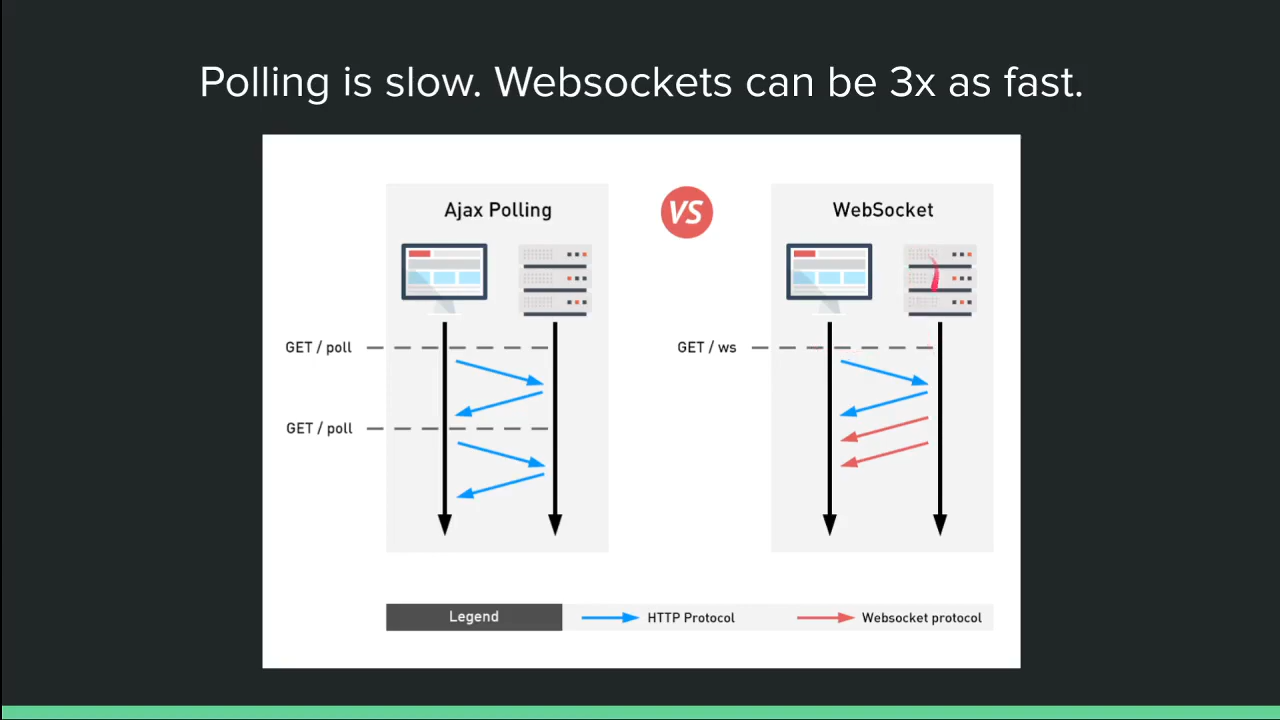 Polling is slow. Websockets can be 3x as fast.
Ajax Polling
VS
WebSocket
GET / poll
GET / ws
GET / poll
Legend
HTTP Protocol
Websocket protocol